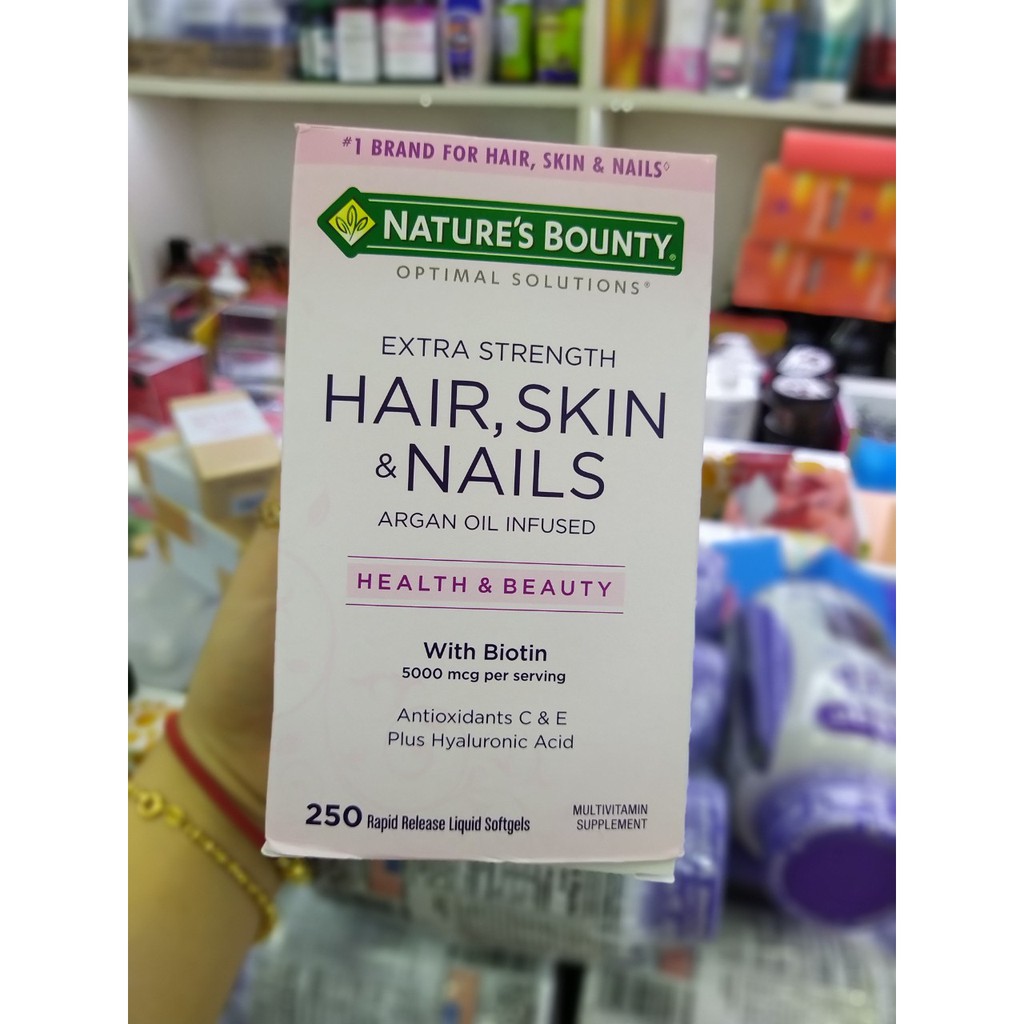 #1 BRAND FOR HAIR, SKIN & NAILS◊
NATURE'S BOUNTY®
OPTIMAL SOLUTIONS®
EXTRA STRENGTH
HAIR, SKIN
& NAILS
ARGAN OIL INFUSED
HEALTH & BEAUTY
With Biotin
5000 mcg per serving
Antioxidants C & E
Plus Hyaluronic Acid
250 Rapid Release Liquid Softgels
MULTIVITAMIN
SUPPLEMENT